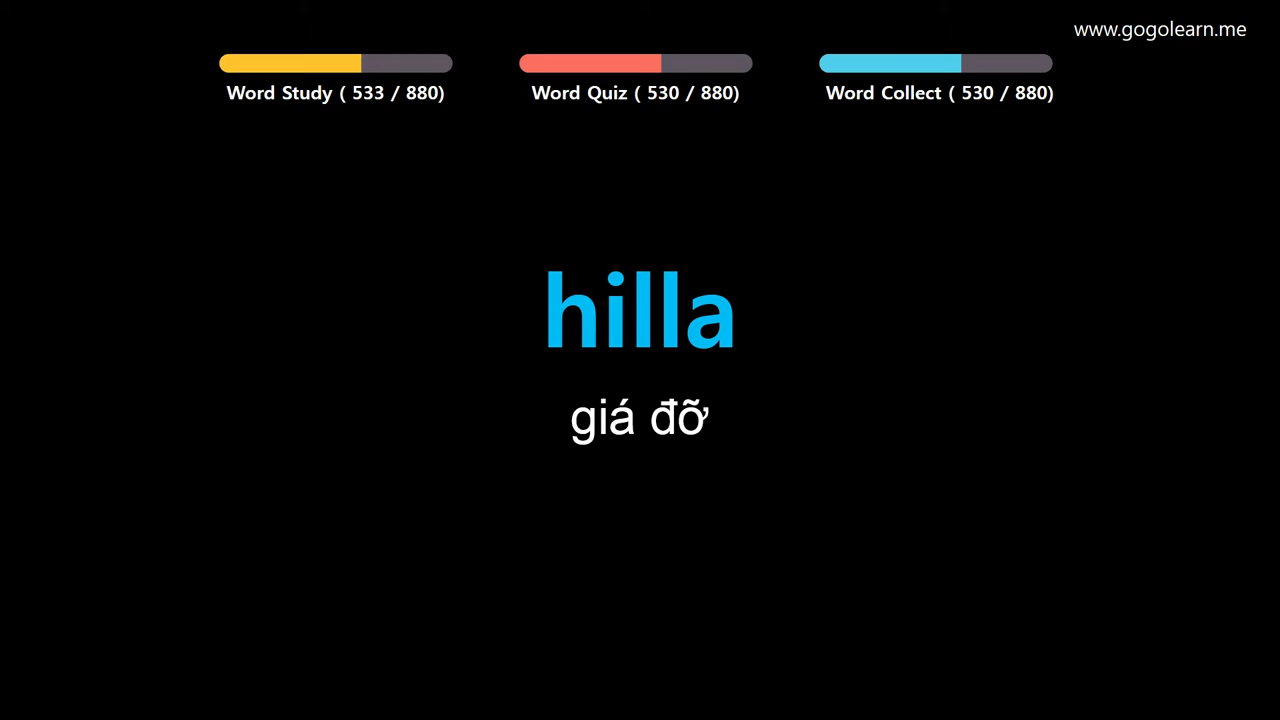 www.gogolearn.me
Word Study ( 533 / 880)
Word Quiz ( 530 / 880)
Word Collect ( 530 / 880)
hilla
giá đỡ